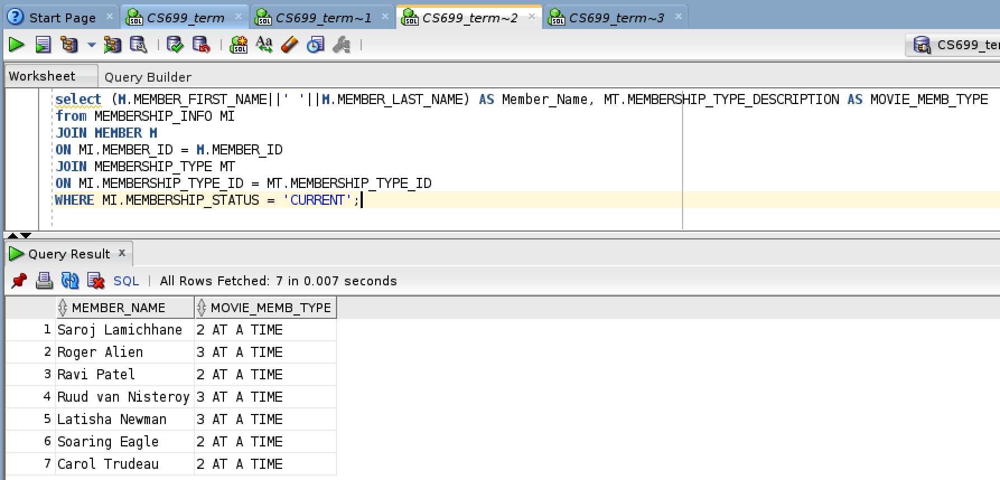 Start Page CS699_term CS699_term~1 CS699_term~2 CS699_term~3
Worksheet Query Builder
select (M.MEMBER_FIRST_NAME||' '||M.MEMBER_LAST_NAME) AS Member_Name, MT.MEMBERSHIP_TYPE_DESCRIPTION AS MOVIE_MEMB_TYPE
from MEMBERSHIP_INFO MI
JOIN MEMBER M
ON MI.MEMBER_ID = M.MEMBER_ID
JOIN MEMBERSHIP_TYPE MT
ON MI.MEMBERSHIP_TYPE_ID = MT.MEMBERSHIP_TYPE_ID
WHERE MI.MEMBERSHIP_STATUS = 'CURRENT';
Query Result
SQL | All Rows Fetched: 7 in 0.007 seconds
MEMBER_NAME MOVIE_MEMB_TYPE
1 Saroj Lamichhane 2 AT A TIME
2 Roger Alien 3 AT A TIME
3 Ravi Patel 2 AT A TIME
4 Ruud van Nisteroy 3 AT A TIME
5 Latisha Newman 3 AT A TIME
6 Soaring Eagle 2 AT A TIME
7 Carol Trudeau 2 AT A TIME